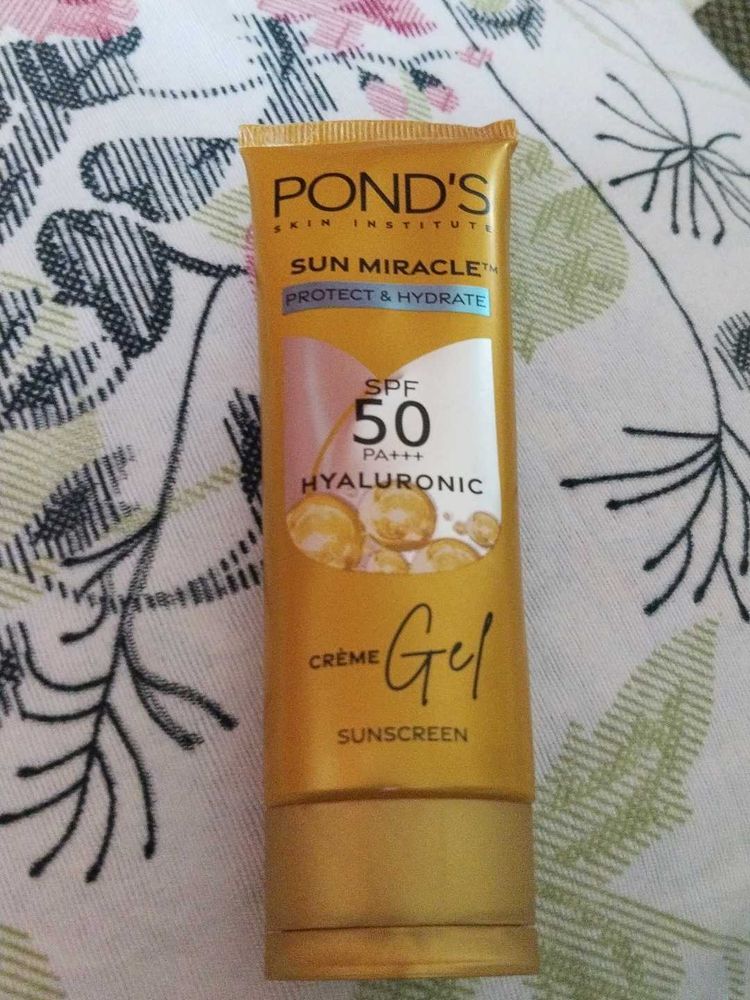 POND'S
SKIN INSTITUTE
SUN MIRACLE™
PROTECT & HYDRATE
SPF
50
PA+++
HYALURONIC
CRÈME Gel
SUNSCREEN